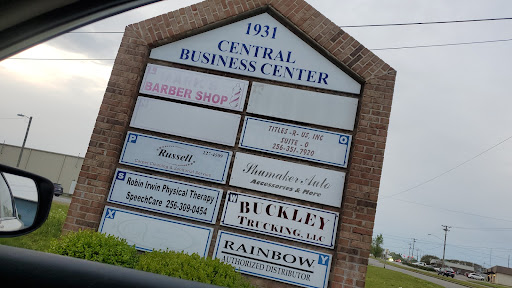 1931
CENTRAL
BUSINESS CENTER
BARBER SHOP
TITLES-R-UZ, INC
SUITE - O
256-351-7920
O
P
Russell
Shumaker Auto
Accessories & More
S
Robin Irwin Physical Therapy
SpeechCare 256-309-0454
W
BUCKLEY
TRUCKING, LLC
X
RAINBOW
AUTHORIZED DISTRIBUTOR
Y